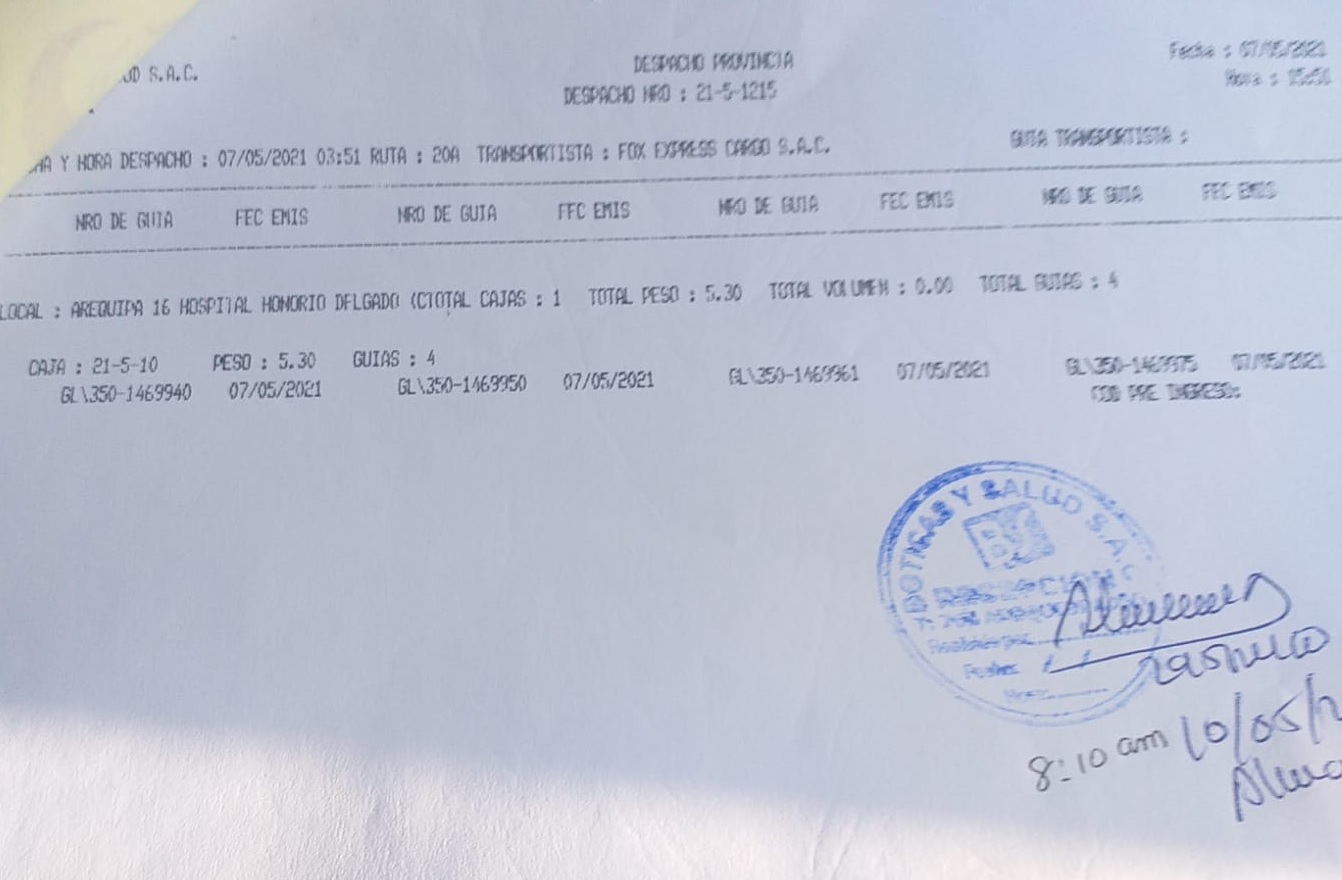 UD S.A.C.
DESPACHO PROVINCIA
Fecha : 07/05/2021
DESPACHO NRO : 21-5-1215
Hora :
HA Y HORA DESPACHO : 07/05/2021 03:51 RUTA : 20A TRANSPORTISTA : FOX EXPRESS CARGO S.A.C.
GUIA TRANSPORTISTA :
NRO DE GUIA FEC EMIS NRO DE GUIA FFC EMIS NRO DE GUIA FEC EMIS NRO DE GUIA FEC EMIS
LOCAL : AREQUIPA 16 HOSPITAL HONORIO DFLGADO (CTOTAL CAJAS : 1 TOTAL PESO : 5.30 TOTAL VOLUMEN : 0.00 TOTAL GUIAS : 4
CAJA : 21-5-10 PESO : 5.30 GUIAS : 4
GL\350-1469940 07/05/2021 GL\350-1469950 07/05/2021 GL\350-1469961 07/05/2021 GL\350-1469975 07/05/2021
COD PRE INGRESO:
BOTICAS Y SALUD S.A.C
RECEPCION
Fecha: / /
Hora:
8:10 am 10/05/2